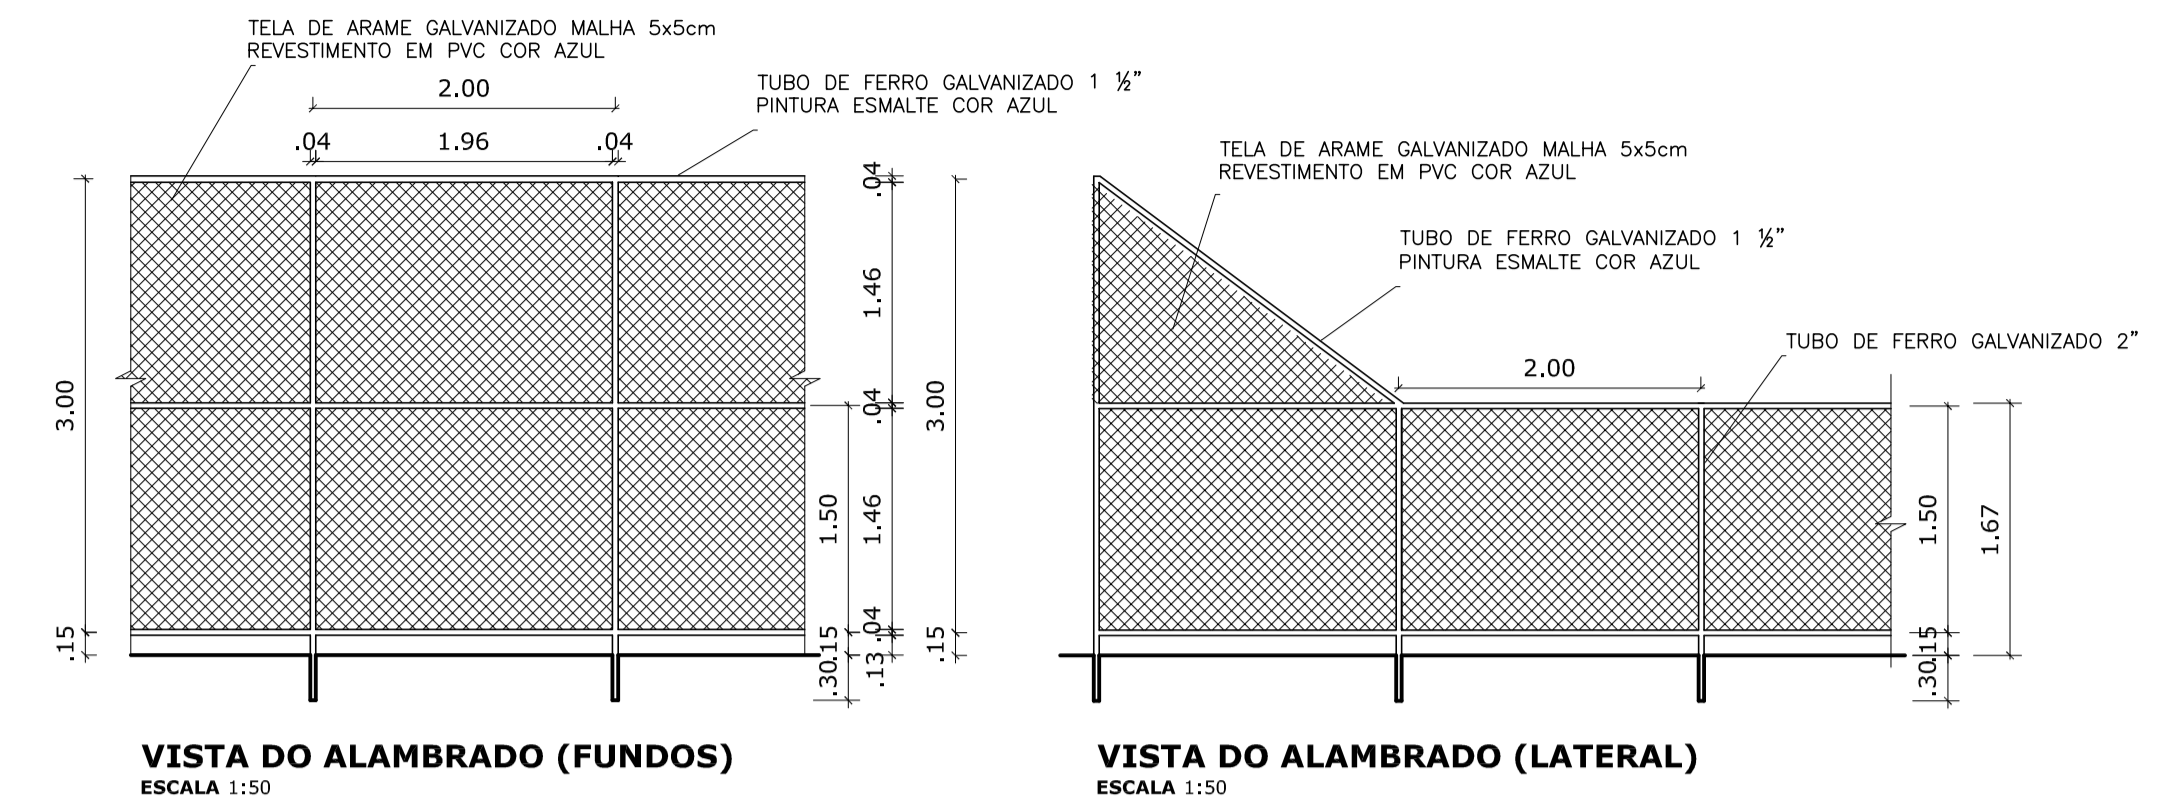 TELA DE ARAME GALVANIZADO MALHA 5x5cm
REVESTIMENTO EM PVC COR AZUL
2.00
TUBO DE FERRO GALVANIZADO 1 ½”
PINTURA ESMALTE COR AZUL
.04
1.96
.04
3.00
.15
.04
1.46
.04
1.46
.04
.13
1.50
.15
.30
3.00
.15
VISTA DO ALAMBRADO (FUNDOS)
ESCALA 1:50
TELA DE ARAME GALVANIZADO MALHA 5x5cm
REVESTIMENTO EM PVC COR AZUL
TUBO DE FERRO GALVANIZADO 1 ½”
PINTURA ESMALTE COR AZUL
TUBO DE FERRO GALVANIZADO 2”
2.00
1.50
.15
.30
1.67
VISTA DO ALAMBRADO (LATERAL)
ESCALA 1:50